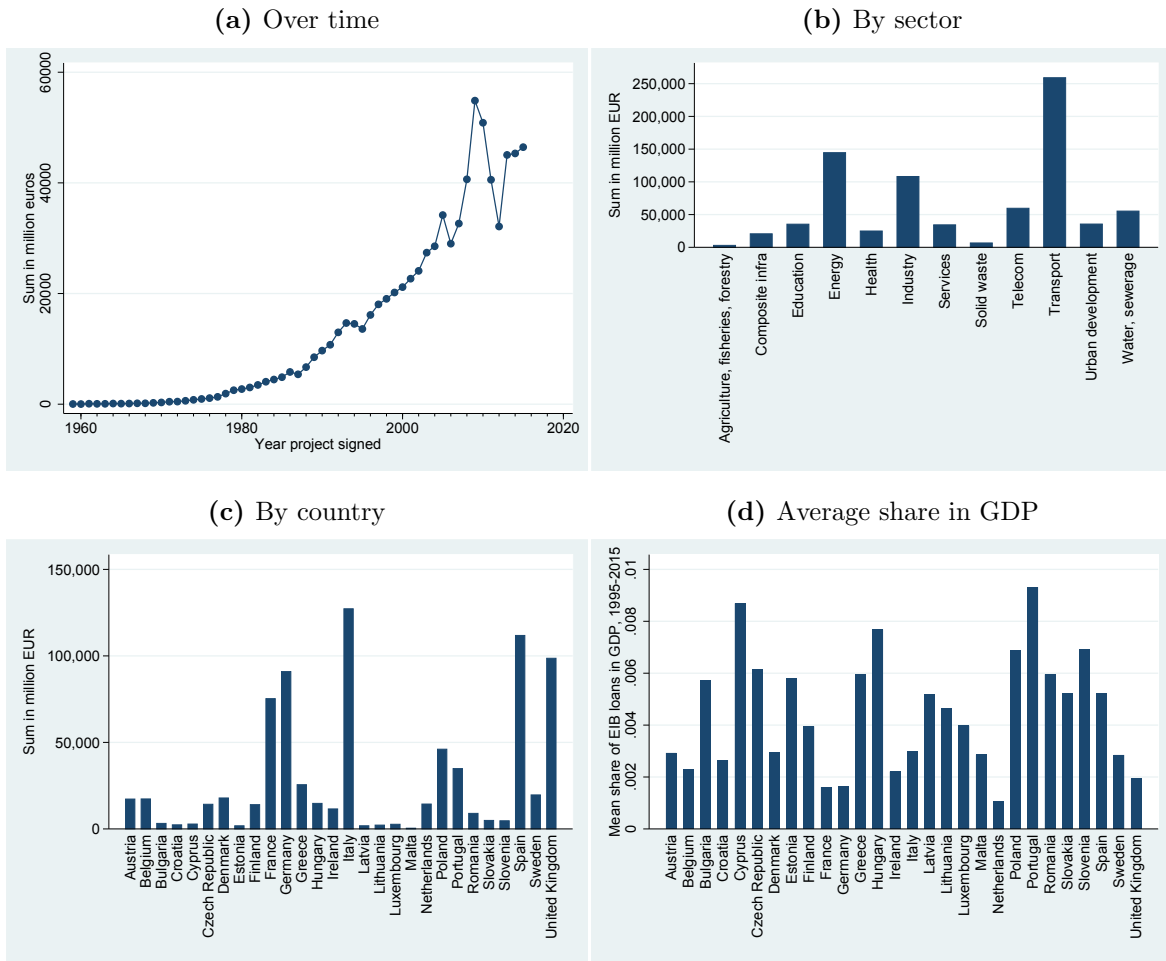 (a) Over time
Sum in million euros
60000
40000
20000
0
1960
1980
2000
2020
Year project signed
(b) By sector
Sum in million EUR
250,000
200,000
150,000
100,000
50,000
0
Agriculture, fisheries, forestry
Composite infra
Education
Energy
Health
Industry
Services
Solid waste
Telecom
Transport
Urban development
Water, sewerage
(c) By country
Sum in million EUR
150,000
100,000
50,000
0
Austria
Belgium
Bulgaria
Croatia
Cyprus
Czech Republic
Denmark
Estonia
Finland
France
Germany
Greece
Hungary
Ireland
Italy
Latvia
Lithuania
Luxembourg
Malta
Netherlands
Poland
Portugal
Romania
Slovakia
Slovenia
Spain
Sweden
United Kingdom
(d) Average share in GDP
Mean share of EIB loans in GDP, 1995-2015
.01
.008
.006
.004
.002
0
Austria
Belgium
Bulgaria
Croatia
Cyprus
Czech Republic
Denmark
Estonia
Finland
France
Germany
Greece
Hungary
Ireland
Italy
Latvia
Lithuania
Luxembourg
Malta
Netherlands
Poland
Portugal
Romania
Slovakia
Slovenia
Spain
Sweden
United Kingdom